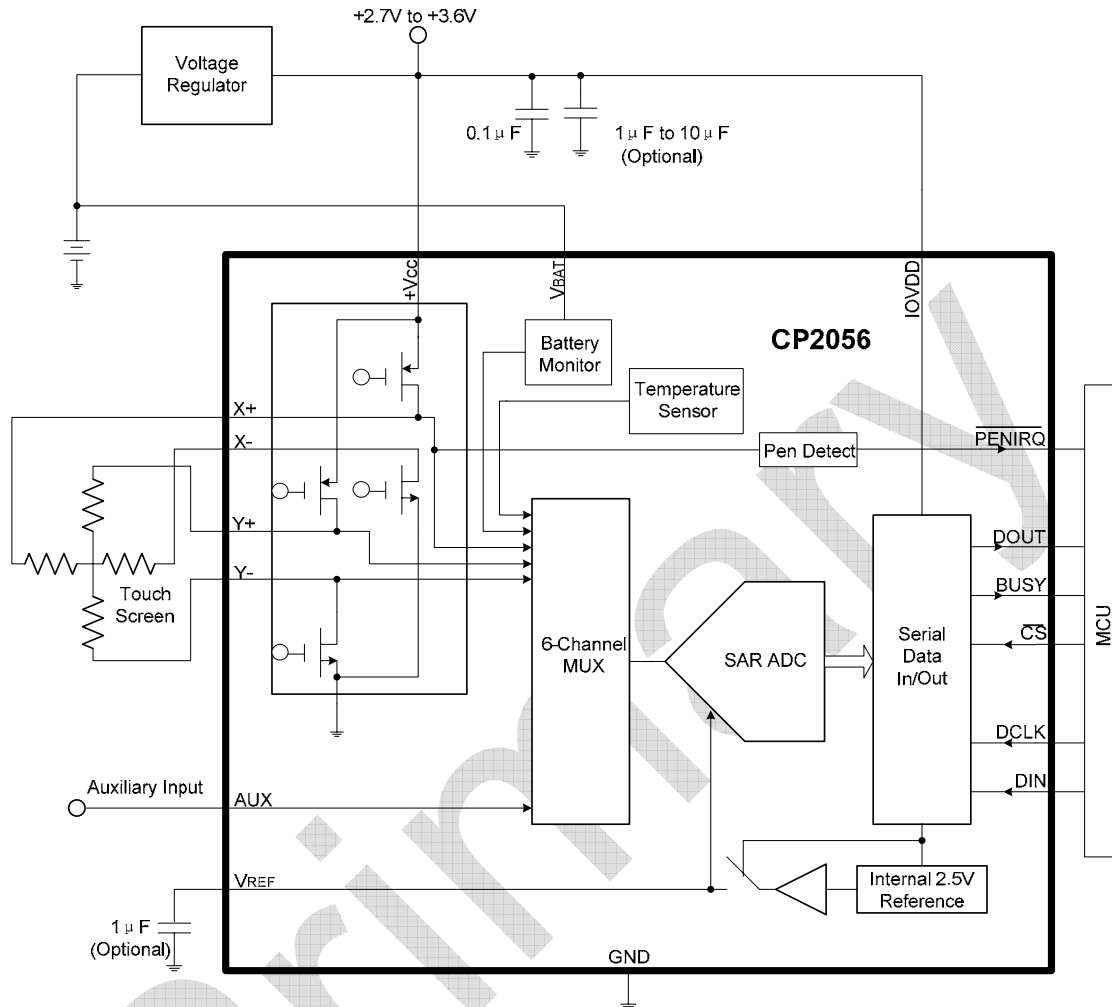 +2.7V to +3.6V
Voltage
Regulator
0.1 μ F
1 μ F to 10 μ F
(Optional)
+VCC
VBAT
IOVDD
CP2056
Battery
Monitor
Temperature
Sensor
X+
X-
PENIRQ
Pen Detect
Y+
DOUT
Y-
BUSY
Touch
Screen
CS
MCU
6-Channel
MUX
SAR ADC
Serial
Data
In/Out
DCLK
DIN
Auxiliary Input
AUX
VREF
Internal 2.5V
Reference
1 μ F
(Optional)
GND
Primary